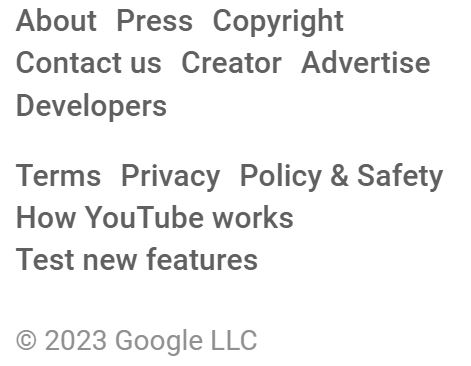 About Press Copyright
Contact us Creator Advertise
Developers
Terms Privacy Policy & Safety
How YouTube works
Test new features
© 2023 Google LLC